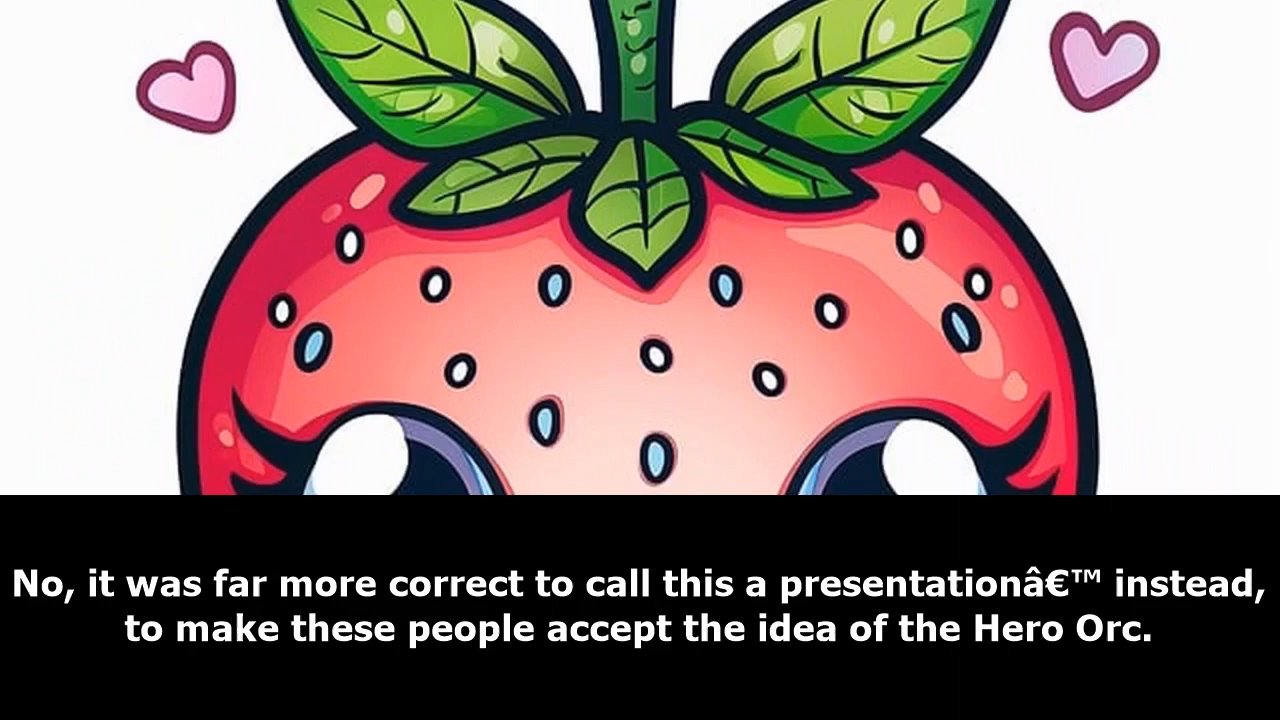 No, it was far more correct to call this a presentationâ€™ instead,
to make these people accept the idea of the Hero Orc.